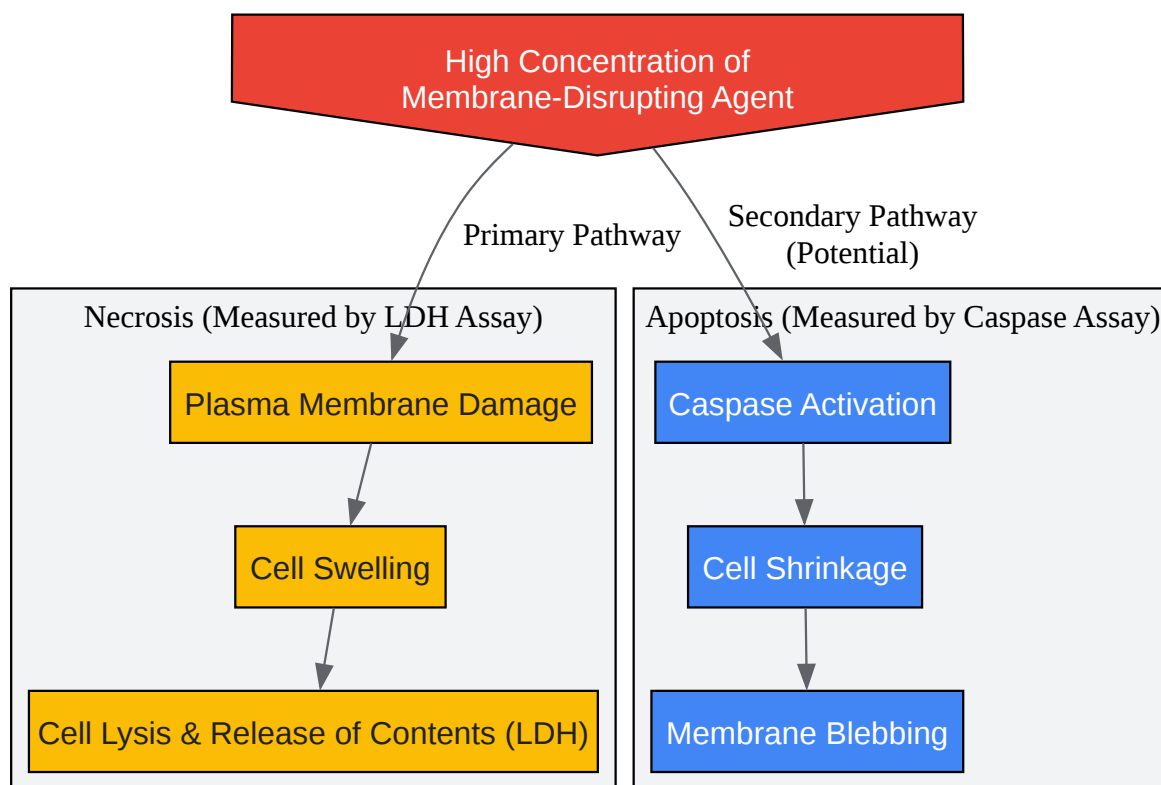 High Concentration of
Membrane-Disrupting Agent
Primary Pathway
Secondary Pathway
(Potential)
Necrosis (Measured by LDH Assay)
Plasma Membrane Damage
Cell Swelling
Cell Lysis & Release of Contents (LDH)
Apoptosis (Measured by Caspase Assay)
Caspase Activation
Cell Shrinkage
Membrane Blebbing